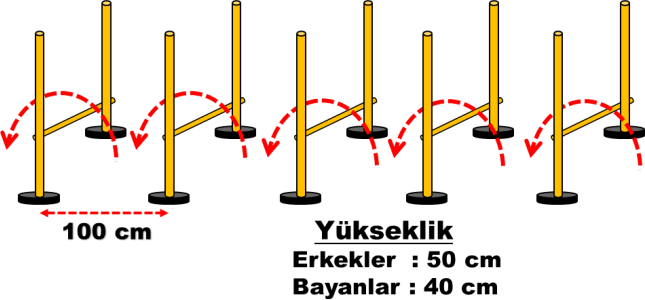 100 cm
Yükseklik
Erkekler : 50 cm
Bayanlar : 40 cm